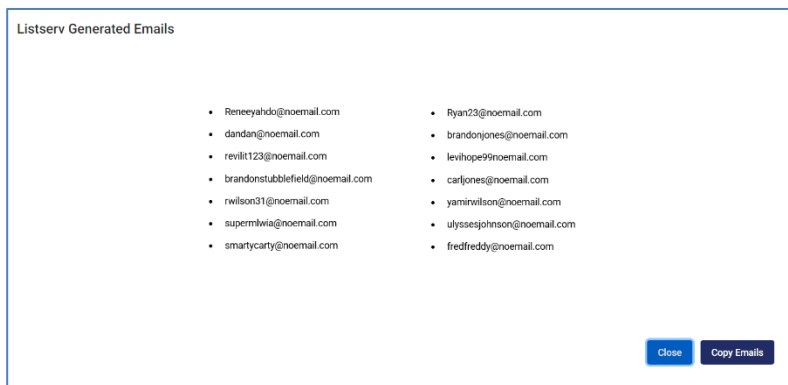 Listserv Generated Emails
Reneeyahdo@noemail.com
dandan@noemail.com
revilit123@noemail.com
brandonstubblefield@noemail.com
rwilson31@noemail.com
supermlwia@noemail.com
smartycarty@noemail.com
Ryan23@noemail.com
brandonjones@noemail.com
levihope99noemail.com
carljones@noemail.com
yamirwilson@noemail.com
ulyssesjohnson@noemail.com
fredfreddy@noemail.com
Close
Copy Emails